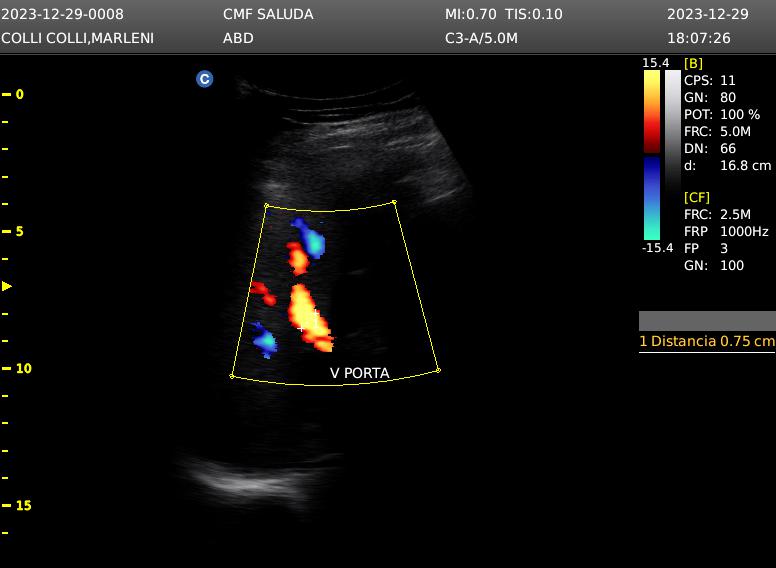 2023-12-29-0008 CMF SALUDA MI:0.70 TIS:0.10 2023-12-29
COLLI COLLI,MARLENI ABD C3-A/5.0M 18:07:26
C
15.4 [B]
CPS: 11
GN: 80
POT: 100 %
FRC: 5.0M
DN: 66
d: 16.8 cm
[CF]
FRC: 2.5M
FRP 1000Hz
-15.4 FP 3
GN: 100
0
5
10
15
1 Distancia 0.75 cm
V PORTA